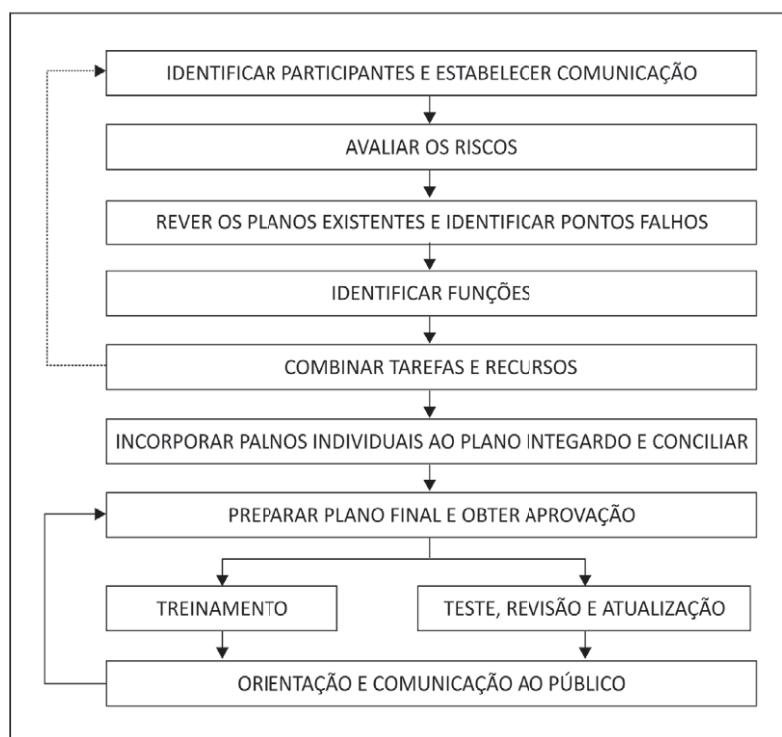 IDENTIFICAR PARTICIPANTES E ESTABELECER COMUNICAÇÃO
AVALIAR OS RISCOS
REVER OS PLANOS EXISTENTES E IDENTIFICAR PONTOS FALHOS
IDENTIFICAR FUNÇÕES
COMBINAR TAREFAS E RECURSOS
INCORPORAR PALNOS INDIVIDUAIS AO PLANO INTEGARDO E CONCILIAR
PREPARAR PLANO FINAL E OBTER APROVAÇÃO
TREINAMENTO
TESTE, REVISÃO E ATUALIZAÇÃO
ORIENTAÇÃO E COMUNICAÇÃO AO PÚBLICO